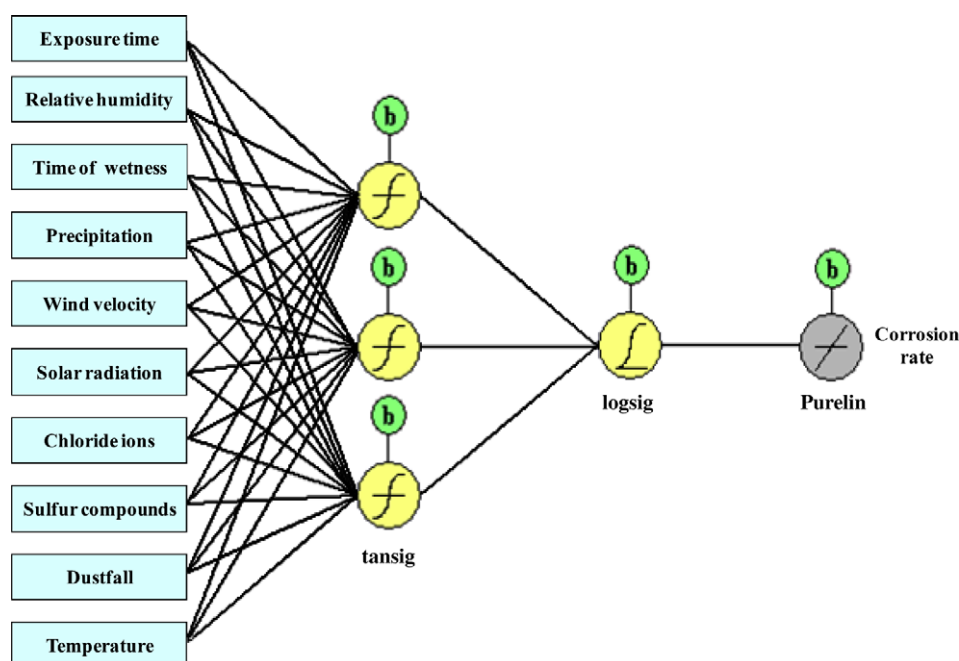 Exposure time
Relative humidity
Time of wetness
Precipitation
Wind velocity
Solar radiation
Chloride ions
Sulfur compounds
Dustfall
Temperature
b
b
b
tansig
b
logsig
b
Purelin
Corrosion
rate